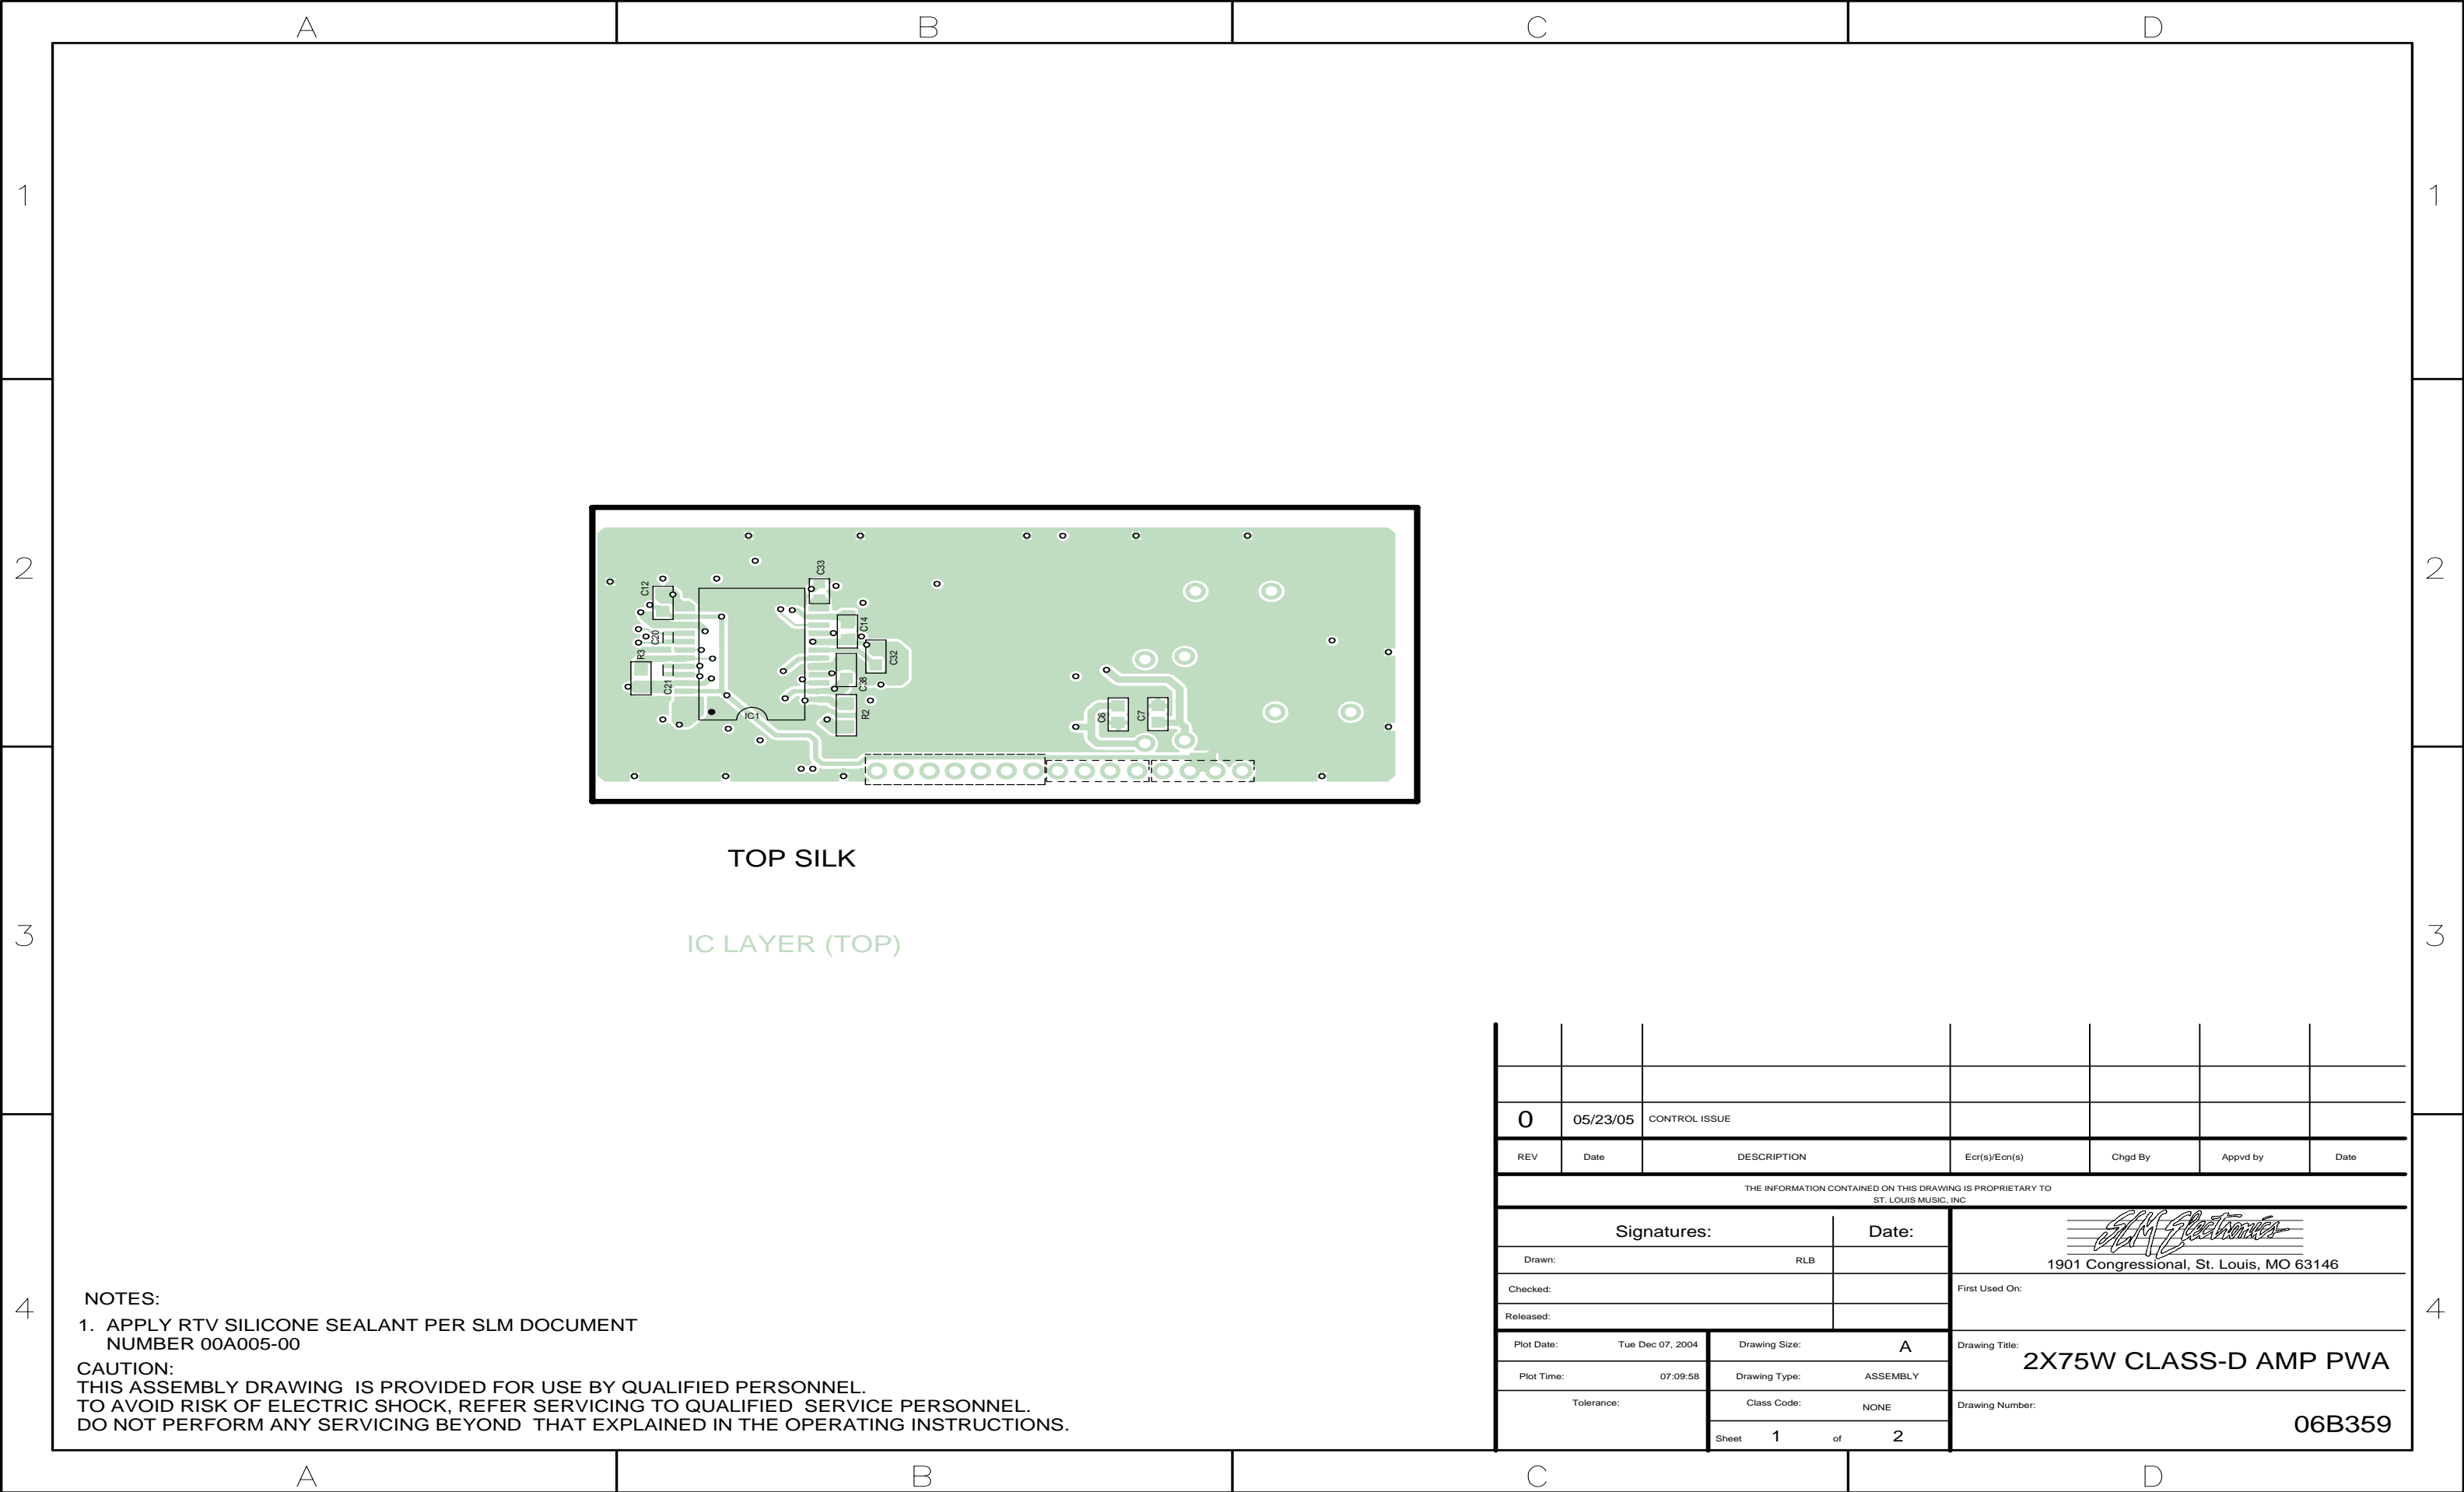 A B C D
1 1
2 2
C33
C12
C14
C20
R3
C32
C21
C38
R2
IC1
C6
C7
TOP SILK
IC LAYER (TOP)
3 3
0 05/23/05 CONTROL ISSUE
REV Date DESCRIPTION Ecr(s)/Ecn(s) Chgd By Appvd by Date
THE INFORMATION CONTAINED ON THIS DRAWING IS PROPRIETARY TO
ST. LOUIS MUSIC, INC
Signatures: Date:
SLM Electronics
1901 Congressional, St. Louis, MO 63146
Drawn: RLB
Checked:
First Used On:
Released:
Plot Date: Tue Dec 07, 2004 Drawing Size: A
Drawing Title:
2X75W CLASS-D AMP PWA
Plot Time: 07:09:58 Drawing Type: ASSEMBLY
Tolerance: Class Code: NONE
Drawing Number:
06B359
Sheet 1 of 2
4 4
NOTES:
1. APPLY RTV SILICONE SEALANT PER SLM DOCUMENT
NUMBER 00A005-00
CAUTION:
THIS ASSEMBLY DRAWING IS PROVIDED FOR USE BY QUALIFIED PERSONNEL.
TO AVOID RISK OF ELECTRIC SHOCK, REFER SERVICING TO QUALIFIED SERVICE PERSONNEL.
DO NOT PERFORM ANY SERVICING BEYOND THAT EXPLAINED IN THE OPERATING INSTRUCTIONS.
A B C D